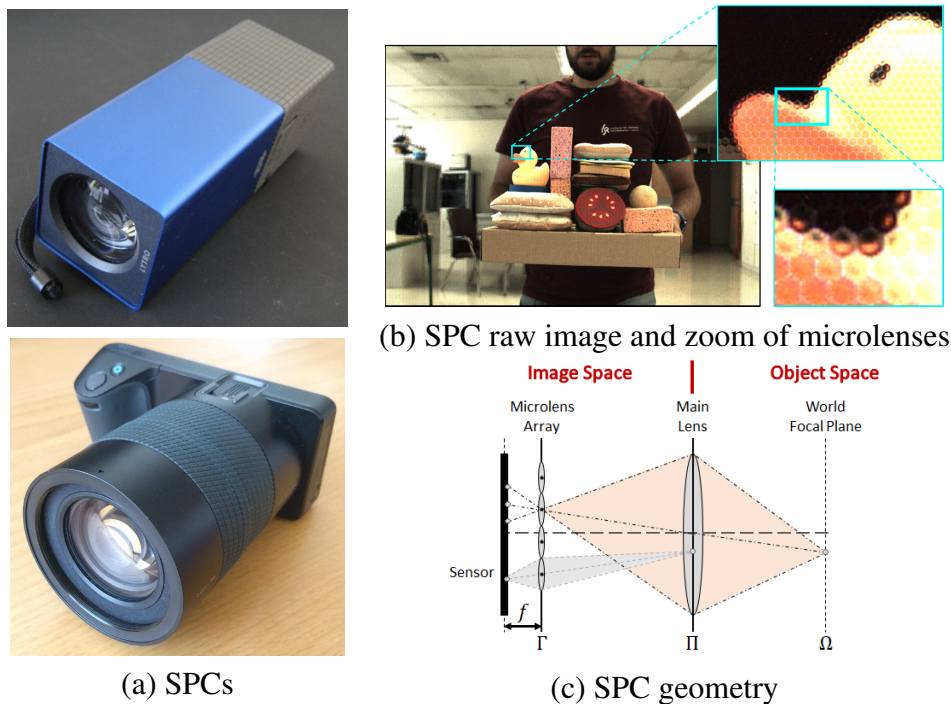 LYTRO
(a) SPCs
(b) SPC raw image and zoom of microlenses
Image Space
Object Space
Microlens
Array
Main
Lens
World
Focal Plane
Sensor
f
Γ
Π
Ω
(c) SPC geometry